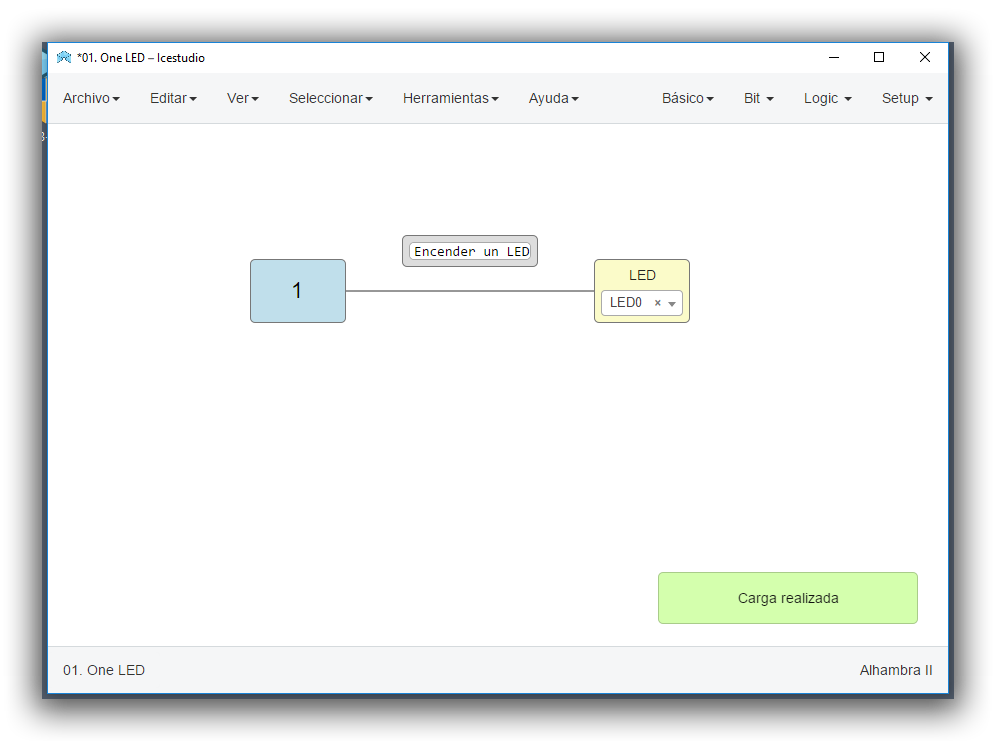 *01. One LED – Icestudio
Archivo Editar Ver Seleccionar Herramientas Ayuda Básico Bit Logic Setup
Encender un LED
1
LED
LED0 ×
Carga realizada
01. One LED
Alhambra II